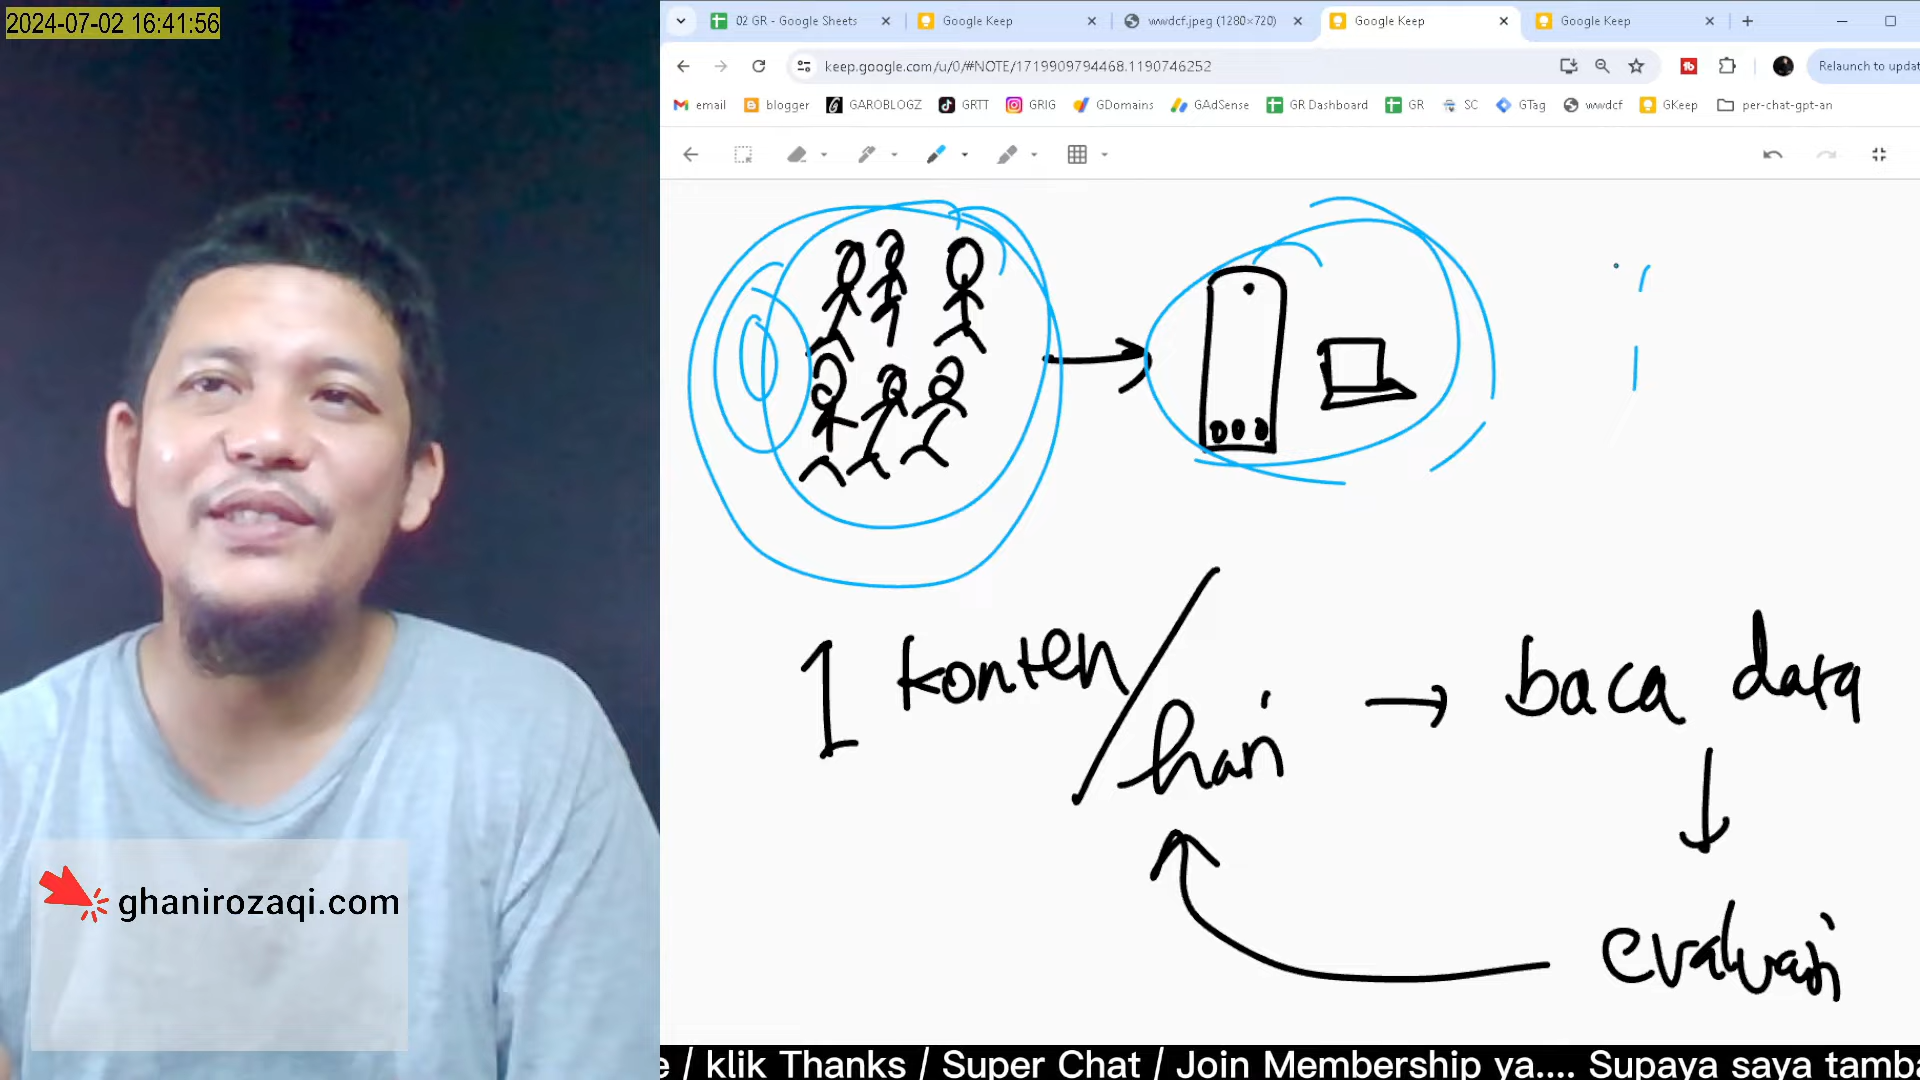 2024-07-02 16:41:56
02 GR - Google Sheets
Google Keep
wwdcf.jpeg (1280×720)
Google Keep
Google Keep
keep.google.com/u/0/#NOTE/1719909794468.1190746252
Relaunch to updat
email
blogger
GAROBLOGZ
GRTT
GRIG
GDomains
GAdSense
GR Dashboard
GR
SC
GTag
wwdcf
GKeep
per-chat-gpt-an
1 konten/hari → baca data
evaluasi
ghanirozaqi.com
e / klik Thanks / Super Chat / Join Membership ya.... Supaya saya tamba